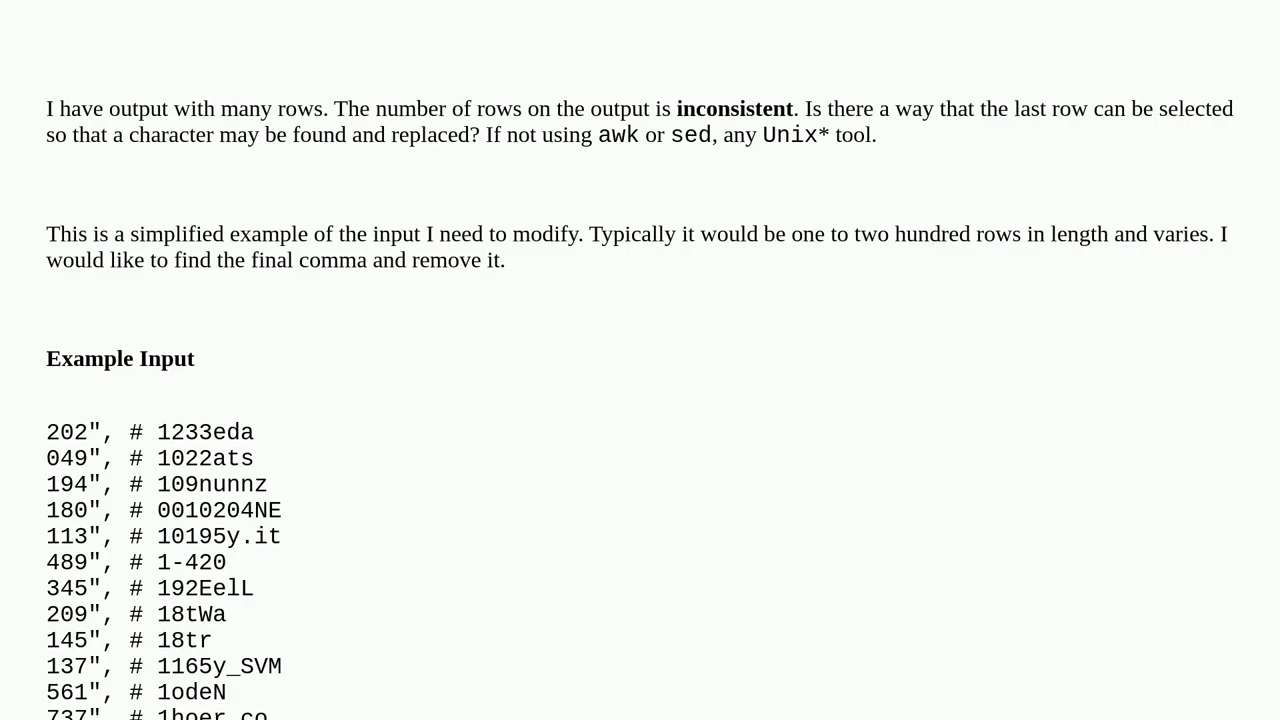 I have output with many rows. The number of rows on the output is inconsistent. Is there a way that the last row can be selected
so that a character may be found and replaced? If not using awk or sed, any Unix* tool.
This is a simplified example of the input I need to modify. Typically it would be one to two hundred rows in length and varies. I
would like to find the final comma and remove it.
Example Input
202", # 1233eda
049", # 1022ats
194", # 109nunnz
180", # 0010204NE
113", # 10195y.it
489", # 1-420
345", # 192EelL
209", # 18tWa
145", # 18tr
137", # 1165y_SVM
561", # 1odeN
737", # 1hoer.co